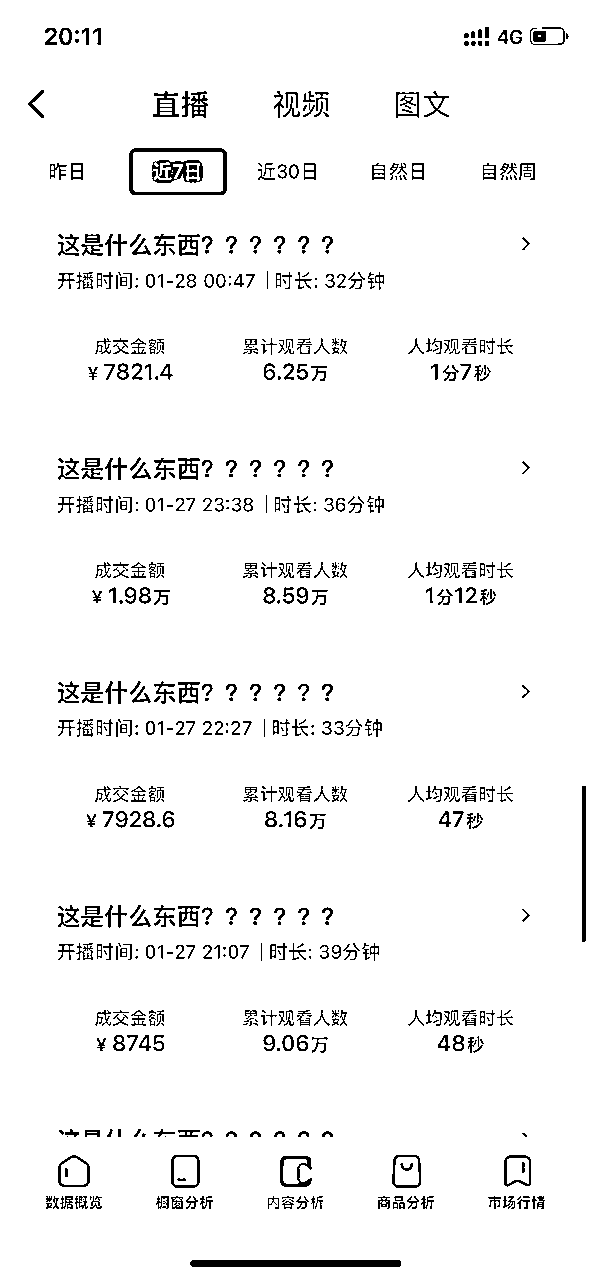 20:11 4G
直播 视频 图文
昨日 近7日 近30日 自然日 自然周
这是什么东西？？？？？？
开播时间: 01-28 00:47 | 时长: 32分钟
成交金额 累计观看人数 人均观看时长
¥7821.4 6.25万 1分7秒
这是什么东西？？？？？？
开播时间: 01-27 23:38 | 时长: 36分钟
成交金额 累计观看人数 人均观看时长
¥1.98万 8.59万 1分12秒
这是什么东西？？？？？？
开播时间: 01-27 22:27 | 时长: 33分钟
成交金额 累计观看人数 人均观看时长
¥7928.6 8.16万 47秒
这是什么东西？？？？？？
开播时间: 01-27 21:07 | 时长: 39分钟
成交金额 累计观看人数 人均观看时长
¥8745 9.06万 48秒
这是什么东西？？？？？？
数据概览 橱窗分析 内容分析 商品分析 市场行情